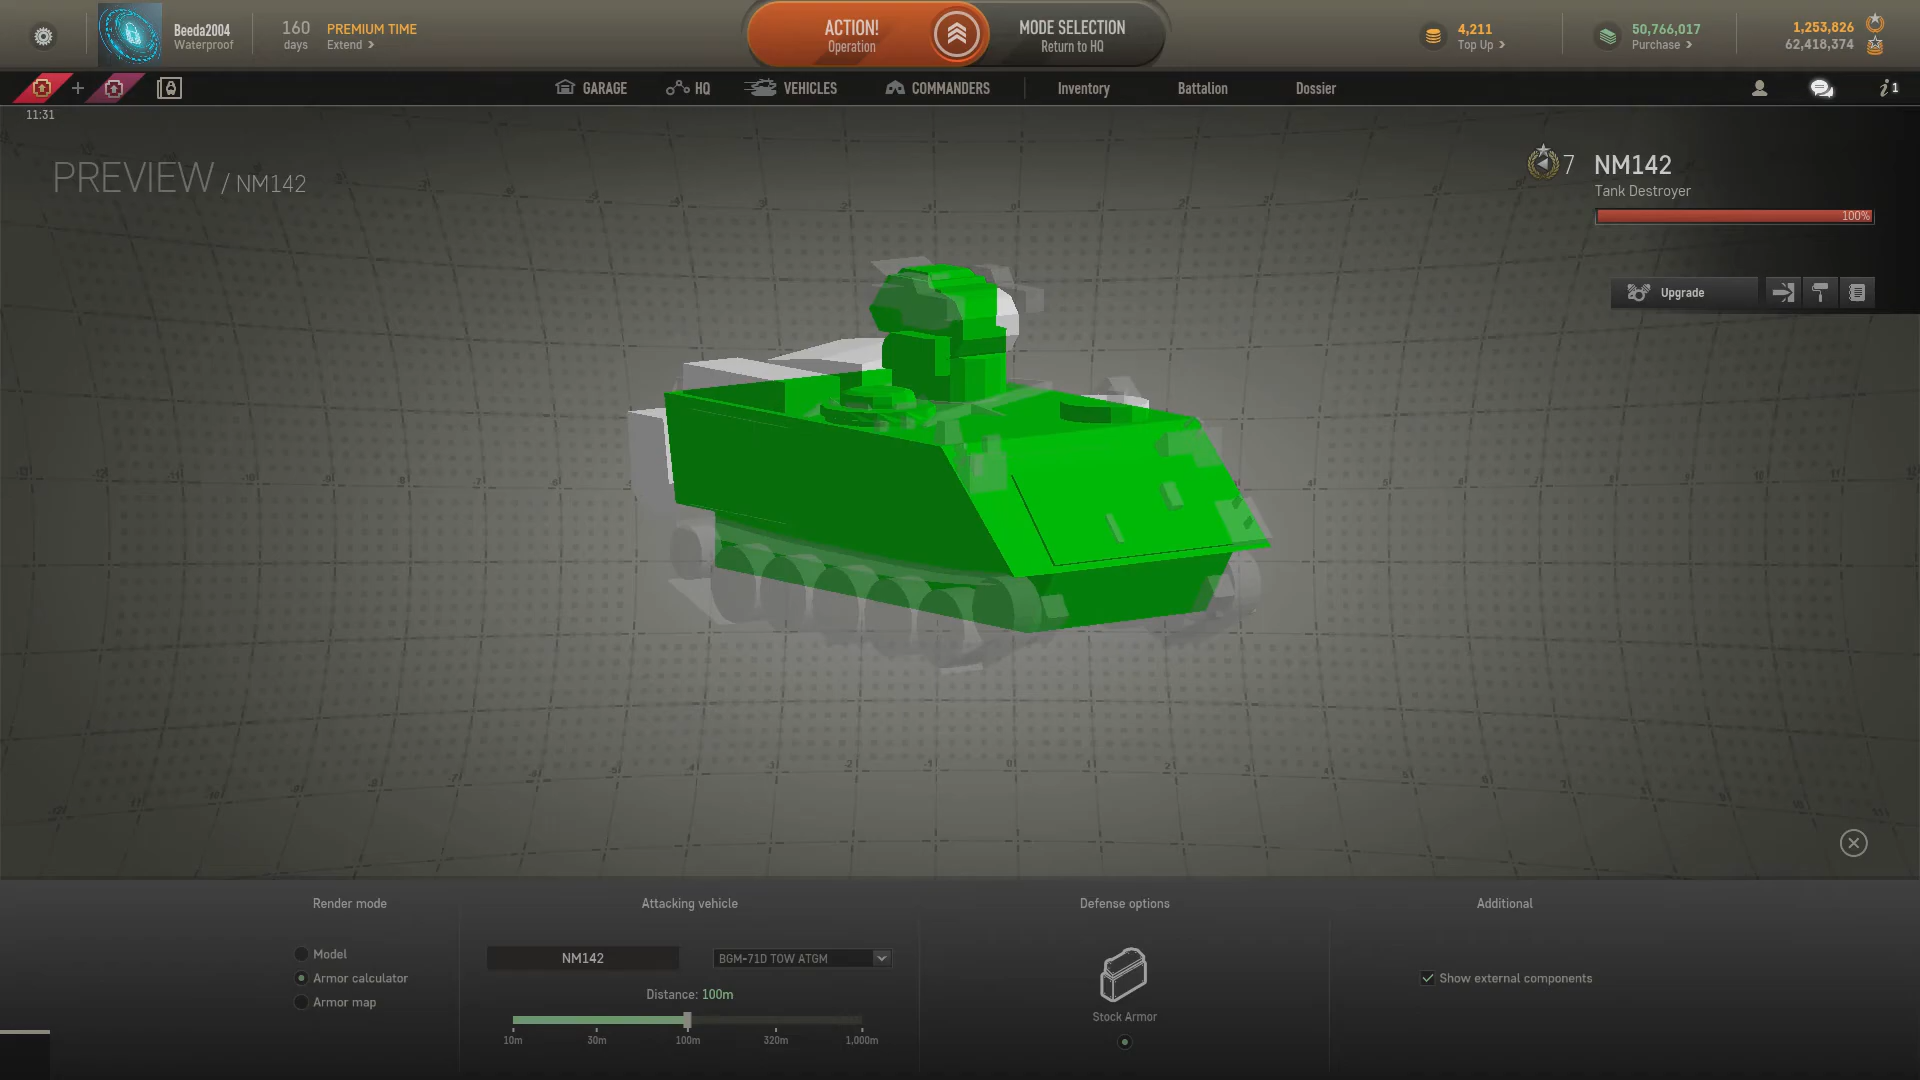 Beeda2004
Waterproof
160
days
PREMIUM TIME
Extend
ACTION!
Operation
MODE SELECTION
Return to HQ
4,211
Top Up
50,766,017
Purchase
1,253,826
62,418,374
GARAGE
HQ
VEHICLES
COMMANDERS
Inventory
Battalion
Dossier
1
11:31
PREVIEW / NM142
7
NM142
Tank Destroyer
100%
Upgrade
Render mode
Model
Armor calculator
Armor map
Attacking vehicle
NM142
BGM-71D TOW ATGM
Distance: 100m
10m 30m 100m 320m 1,000m
Defense options
Stock Armor
Additional
Show external components